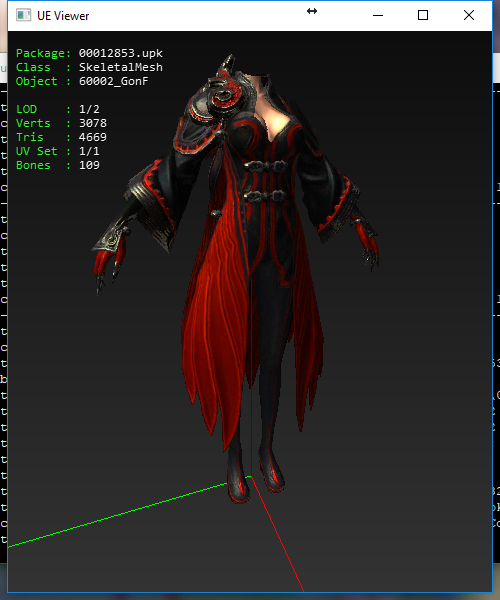 UE Viewer
Package: 00012853.upk
Class : SkeletalMesh
Object : 60002_GonF
LOD : 1/2
Verts : 3078
Tris : 4669
UV Set : 1/1
Bones : 109